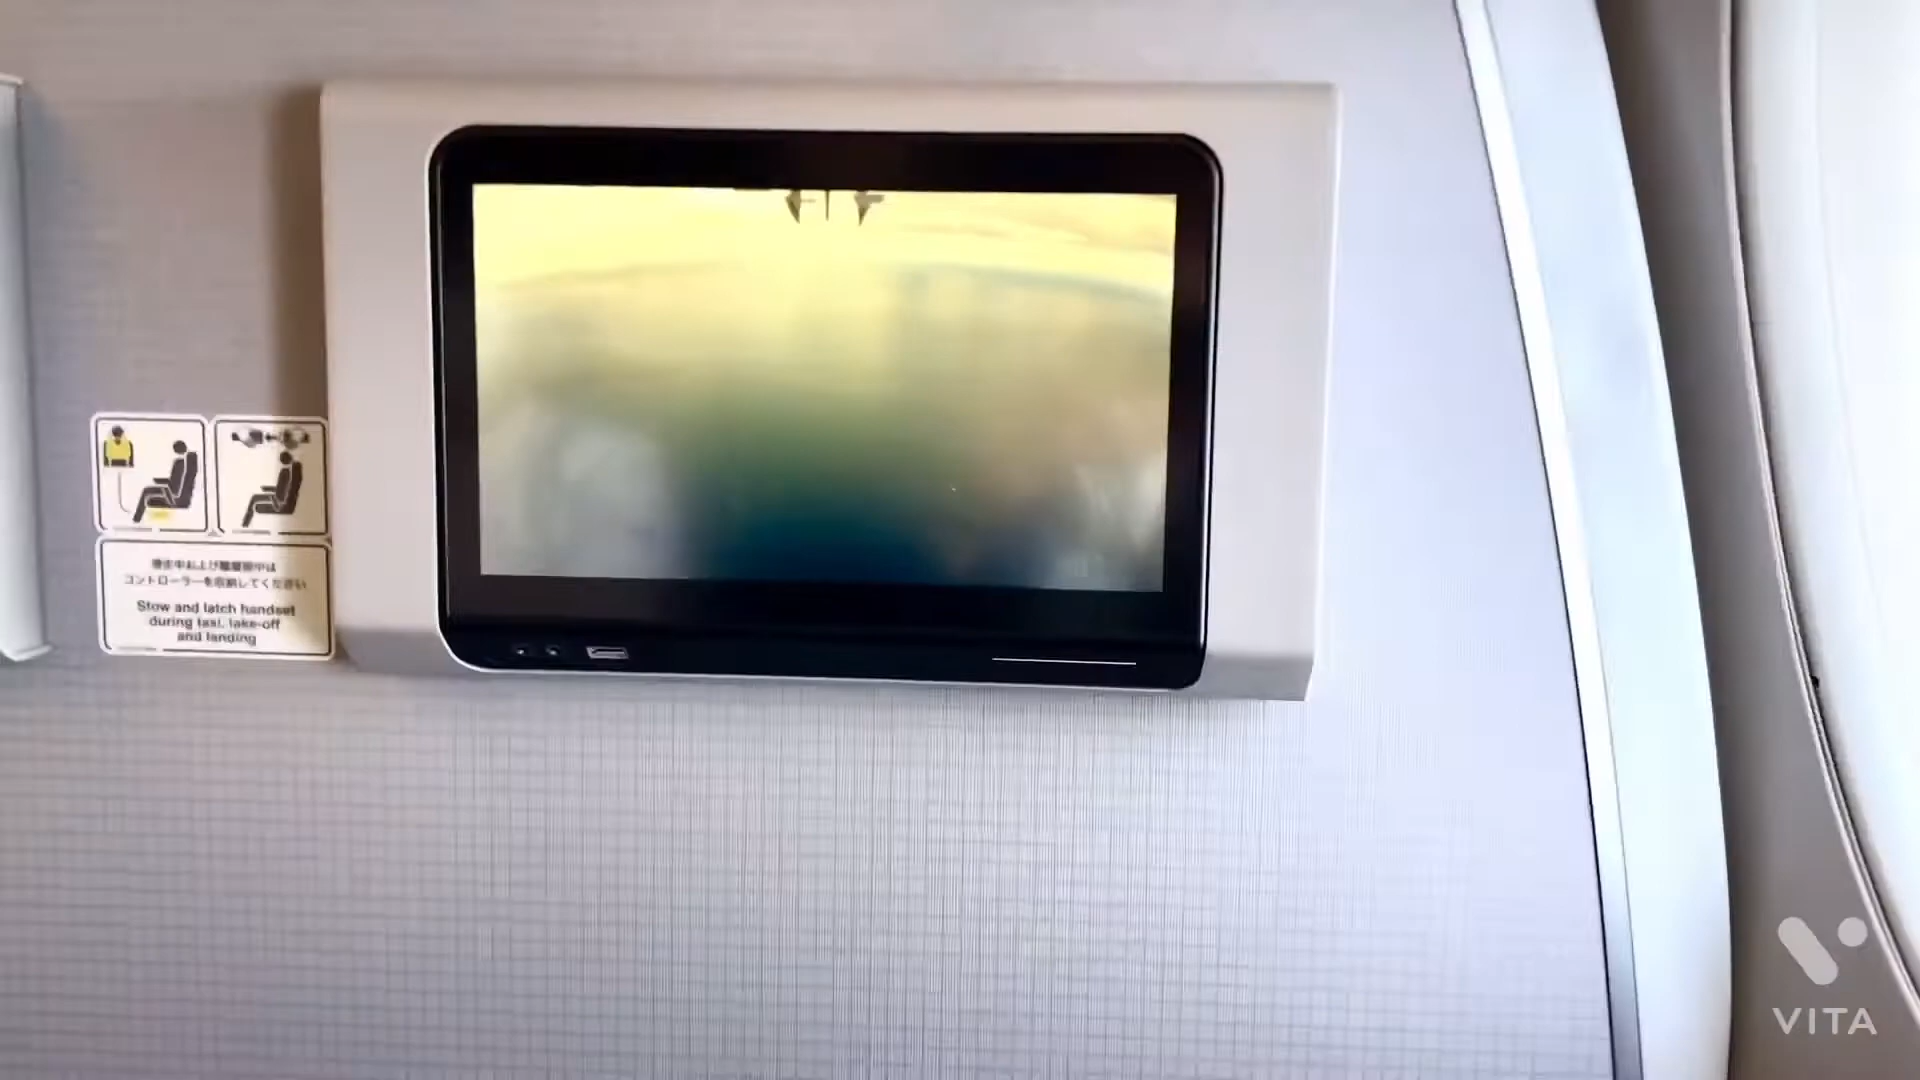 コントローラーを収納してください
Stow and latch handset
during taxi, take-off
and landing
VITA